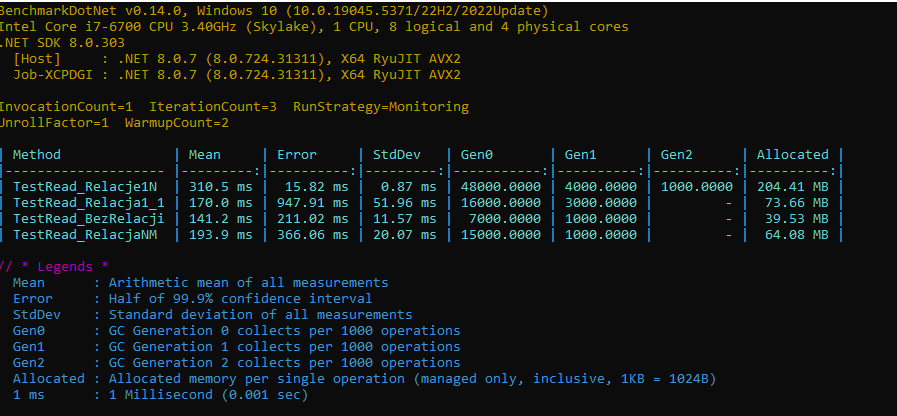 BenchmarkDotNet v0.14.0, Windows 10 (10.0.19045.5371/22H2/2022Update)
Intel Core i7-6700 CPU 3.40GHz (Skylake), 1 CPU, 8 logical and 4 physical cores
.NET SDK 8.0.303
  [Host]     : .NET 8.0.7 (8.0.724.31311), X64 RyuJIT AVX2
  Job-XCPDGI : .NET 8.0.7 (8.0.724.31311), X64 RyuJIT AVX2
InvocationCount=1  IterationCount=3  RunStrategy=Monitoring
UnrollFactor=1  WarmupCount=2
| Method             | Mean     | Error     | StdDev   | Gen0       | Gen1      | Gen2      | Allocated |
|------------------- |---------:|----------:|---------:|-----------:|----------:|----------:|----------:|
| TestRead_Relacje1N | 310.5 ms |  15.82 ms |  0.87 ms | 48000.0000 | 4000.0000 | 1000.0000 | 204.41 MB |
| TestRead_Relacja1_1 | 170.0 ms | 947.91 ms | 51.96 ms | 16000.0000 | 3000.0000 |         - |  73.66 MB |
| TestRead_BezRelacji | 141.2 ms | 211.02 ms | 11.57 ms |  7000.0000 | 1000.0000 |         - |  39.53 MB |
| TestRead_RelacjaNM | 193.9 ms | 366.06 ms | 20.07 ms | 15000.0000 | 1000.0000 |         - |  64.08 MB |
// * Legends *
  Mean      : Arithmetic mean of all measurements
  Error     : Half of 99.9% confidence interval
  StdDev    : Standard deviation of all measurements
  Gen0      : GC Generation 0 collects per 1000 operations
  Gen1      : GC Generation 1 collects per 1000 operations
  Gen2      : GC Generation 2 collects per 1000 operations
  Allocated : Allocated memory per single operation (managed only, inclusive, 1KB = 1024B)
  1 ms      : 1 Millisecond (0.001 sec)